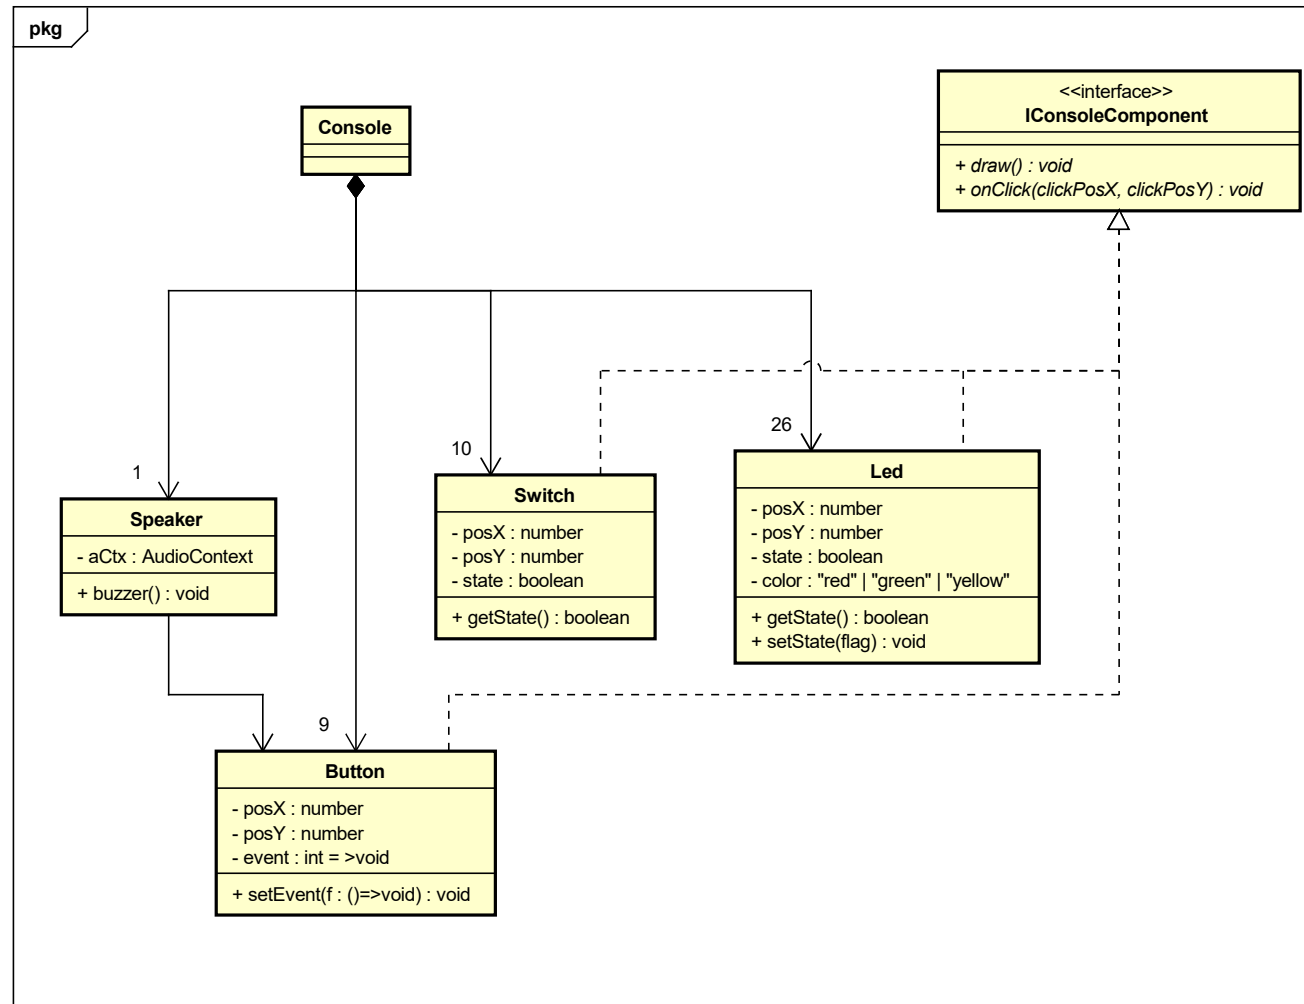 pkg
Console
<<interface>>
IConsoleComponent
+ draw() : void
+ onClick(clickPosX, clickPosY) : void
1
10
26
9
Speaker
- aCtx : AudioContext
+ buzzer() : void
Switch
- posX : number
- posY : number
- state : boolean
+ getState() : boolean
Led
- posX : number
- posY : number
- state : boolean
- color : "red" | "green" | "yellow"
+ getState() : boolean
+ setState(flag) : void
Button
- posX : number
- posY : number
- event : int = >void
+ setEvent(f : ()=>void) : void